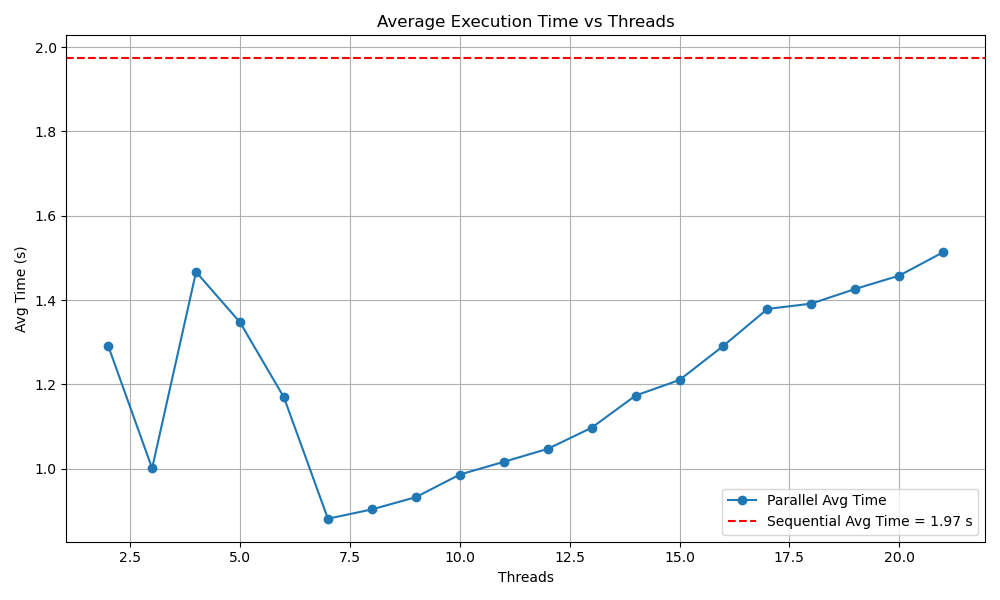 Average Execution Time vs Threads
Avg Time (s)
2.0
1.8
1.6
1.4
1.2
1.0
2.5 5.0 7.5 10.0 12.5 15.0 17.5 20.0
Threads
Parallel Avg Time
Sequential Avg Time = 1.97 s